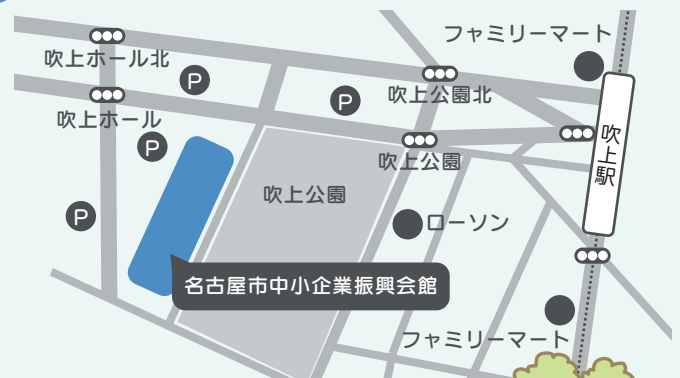 ファミリーマート
吹上ホール北
P
吹上公園北
P
吹上ホール
P
吹上公園
吹上駅
吹上公園
P
ローソン
名古屋市中小企業振興会館
ファミリーマート